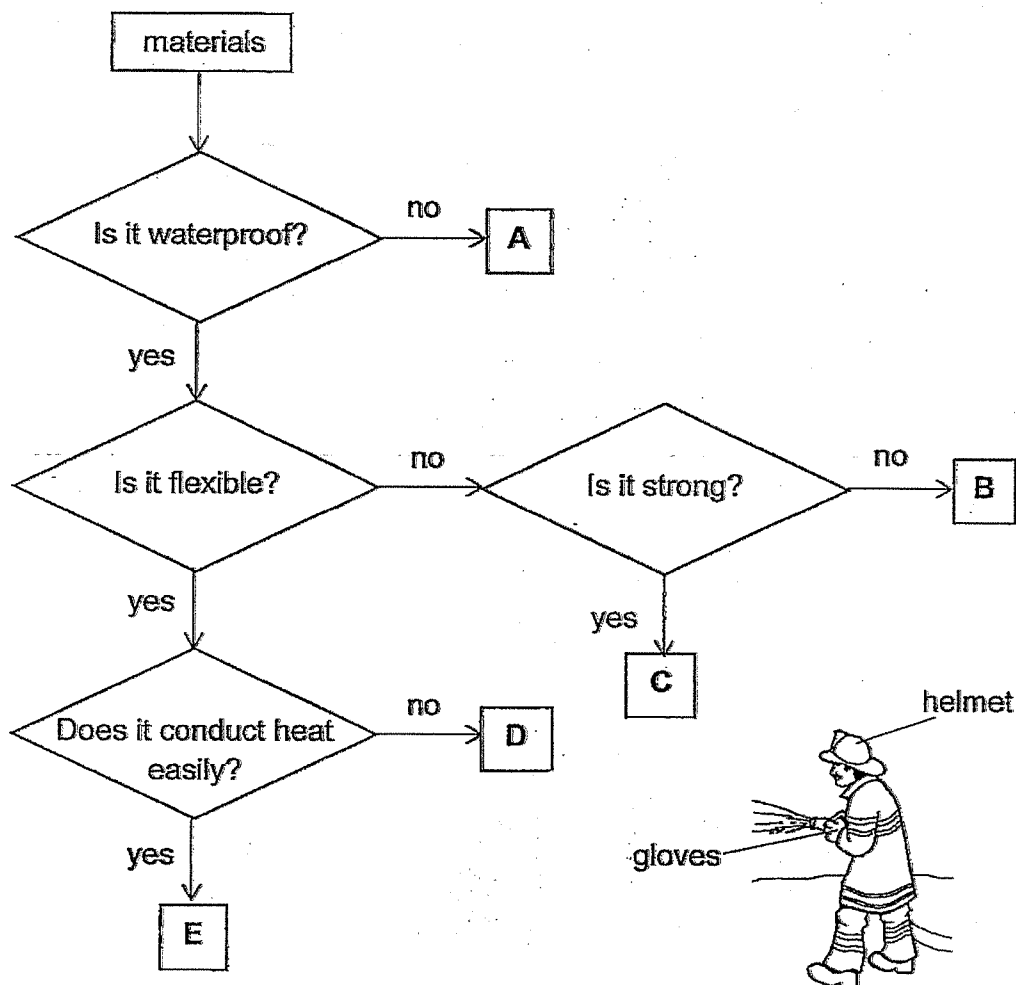 materials
Is it waterproof?
no
A
yes
Is it flexible?
no
Is it strong?
no
B
yes
yes
C
Does it conduct heat
easily?
no
D
helmet
gloves
yes
E